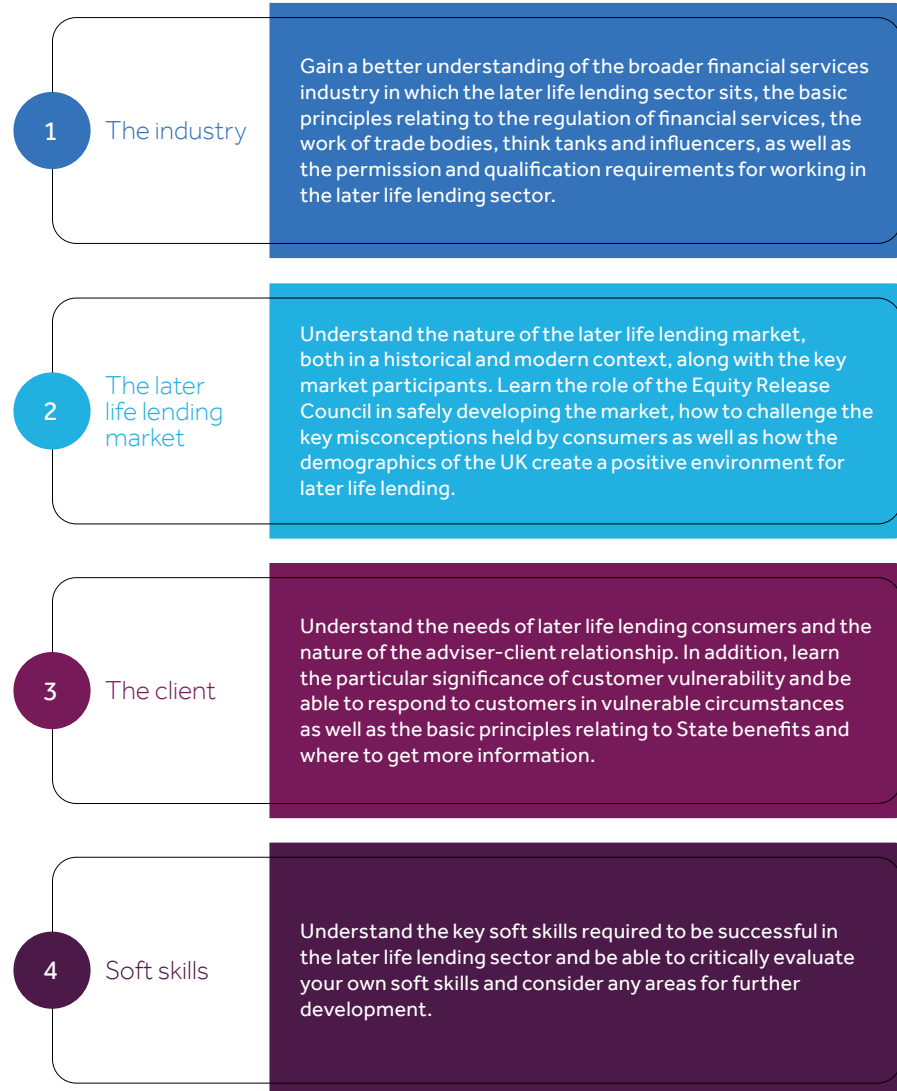 1
The industry
Gain a better understanding of the broader financial services
industry in which the later life lending sector sits, the basic
principles relating to the regulation of financial services, the
work of trade bodies, think tanks and influencers, as well as
the permission and qualification requirements for working in
the later life lending sector.
2
The later
life lending
market
Understand the nature of the later life lending market,
both in a historical and modern context, along with the key
market participants. Learn the role of the Equity Release
Council in safely developing the market, how to challenge the
key misconceptions held by consumers as well as how the
demographics of the UK create a positive environment for
later life lending.
3
The client
Understand the needs of later life lending consumers and the
nature of the adviser-client relationship. In addition, learn
the particular significance of customer vulnerability and be
able to respond to customers in vulnerable circumstances
as well as the basic principles relating to State benefits and
where to get more information.
4
Soft skills
Understand the key soft skills required to be successful in
the later life lending sector and be able to critically evaluate
your own soft skills and consider any areas for further
development.